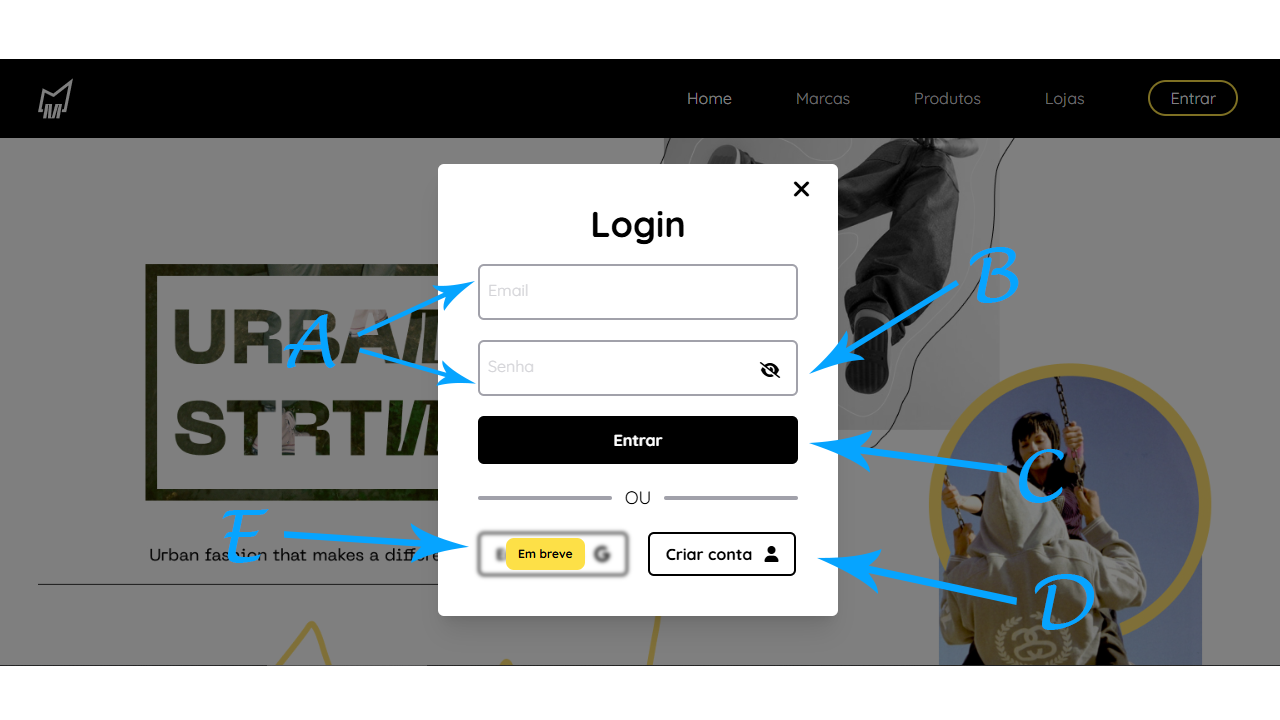 Home Marcas Produtos Lojas Entrar
Login
B
Email
A
URBAN
Senha
STRT
Entrar
C
OU
E
Em breve
Criar conta
Urban fashion that makes a differe
D